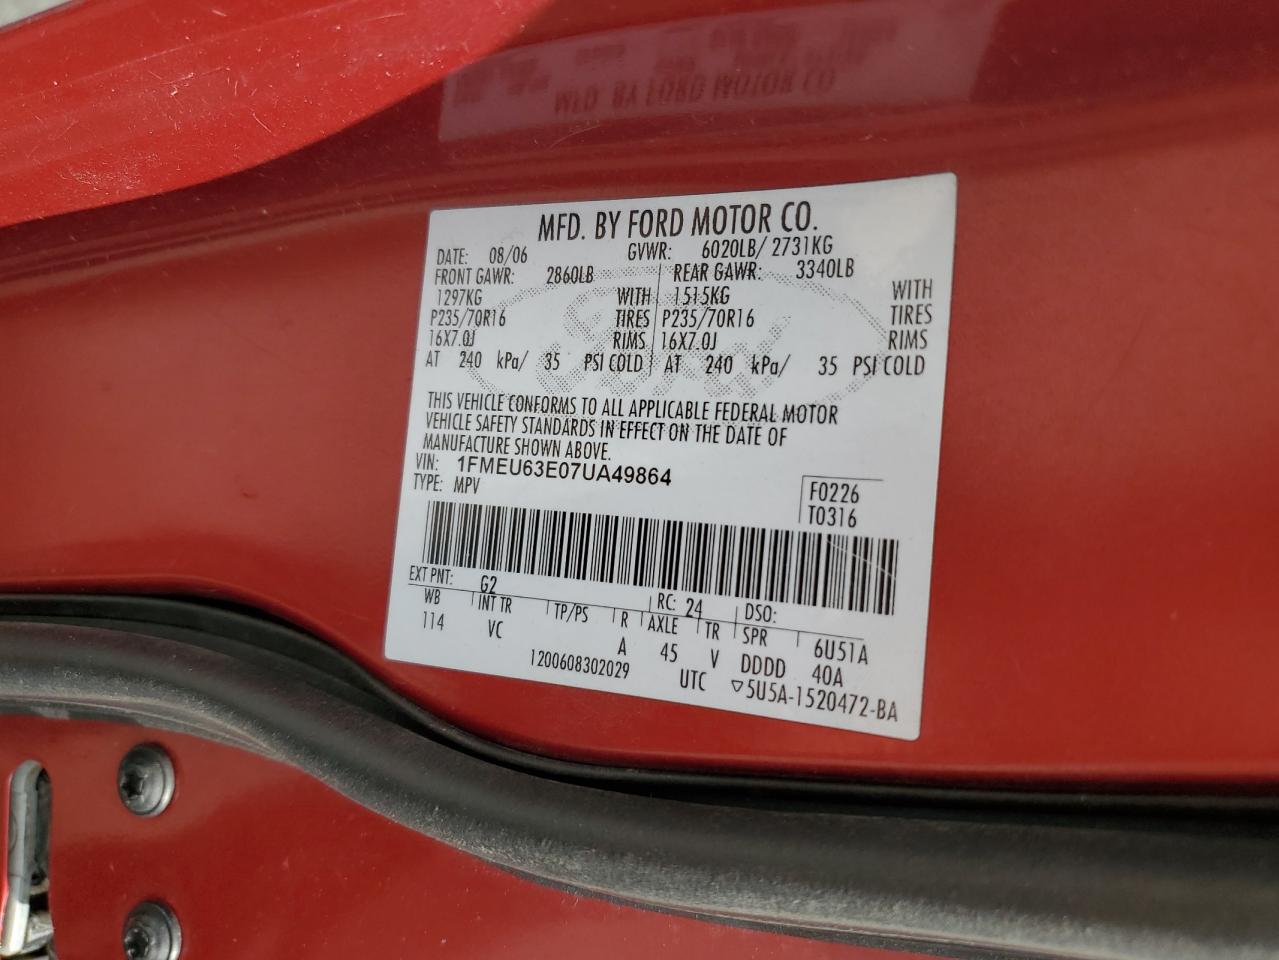 MFD. BY FORD MOTOR CO.
DATE: 08/06 GVWR: 6020LB/ 2731KG
FRONT GAWR: 2860LB REAR GAWR: 3340LB
1297KG WITH 1515KG WITH
P235/70R16 TIRES P235/70R16 TIRES
16X7.0J RIMS 16X7.0J RIMS
AT 240 kPa/ 35 PSI COLD AT 240 kPa/ 35 PSI COLD
Ford
THIS VEHICLE CONFORMS TO ALL APPLICABLE FEDERAL MOTOR
VEHICLE SAFETY STANDARDS IN EFFECT ON THE DATE OF
MANUFACTURE SHOWN ABOVE.
VIN: 1FMEU63E07UA49864
TYPE: MPV
F0226
T0316
EXT PNT: G2 RC: 24 DSO:
WB INT TR TP/PS R AXLE TR SPR 6U51A
114 VC A 45 V DDDD 40A
1200608302029 UTC ▽5U5A-1520472-BA